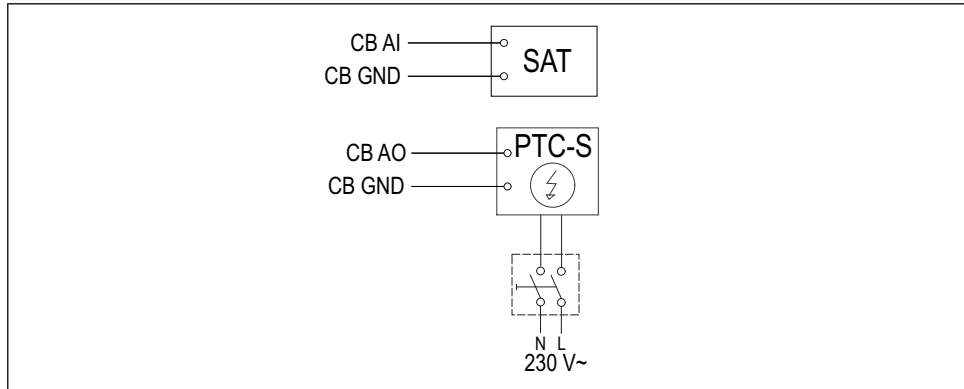 CB AI
CB GND
SAT
CB AO
CB GND
PTC-S
N L
230 V~